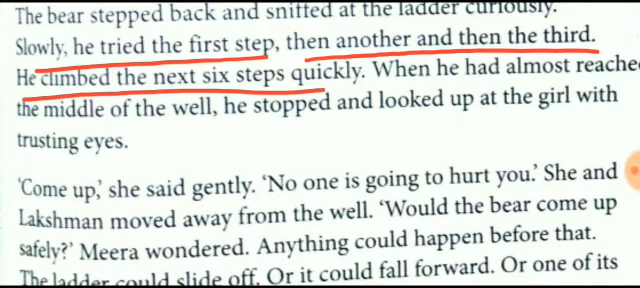 The bear stepped back and sniffed at the ladder curiously.
Slowly, he tried the first step, then another and then the third.
He climbed the next six steps quickly. When he had almost reache
the middle of the well, he stopped and looked up at the girl with
trusting eyes.
'Come up,' she said gently. 'No one is going to hurt you.' She and
Lakshman moved away from the well. 'Would the bear come up
safely?' Meera wondered. Anything could happen before that.
The ladder could slide off. Or it could fall forward. Or one of its